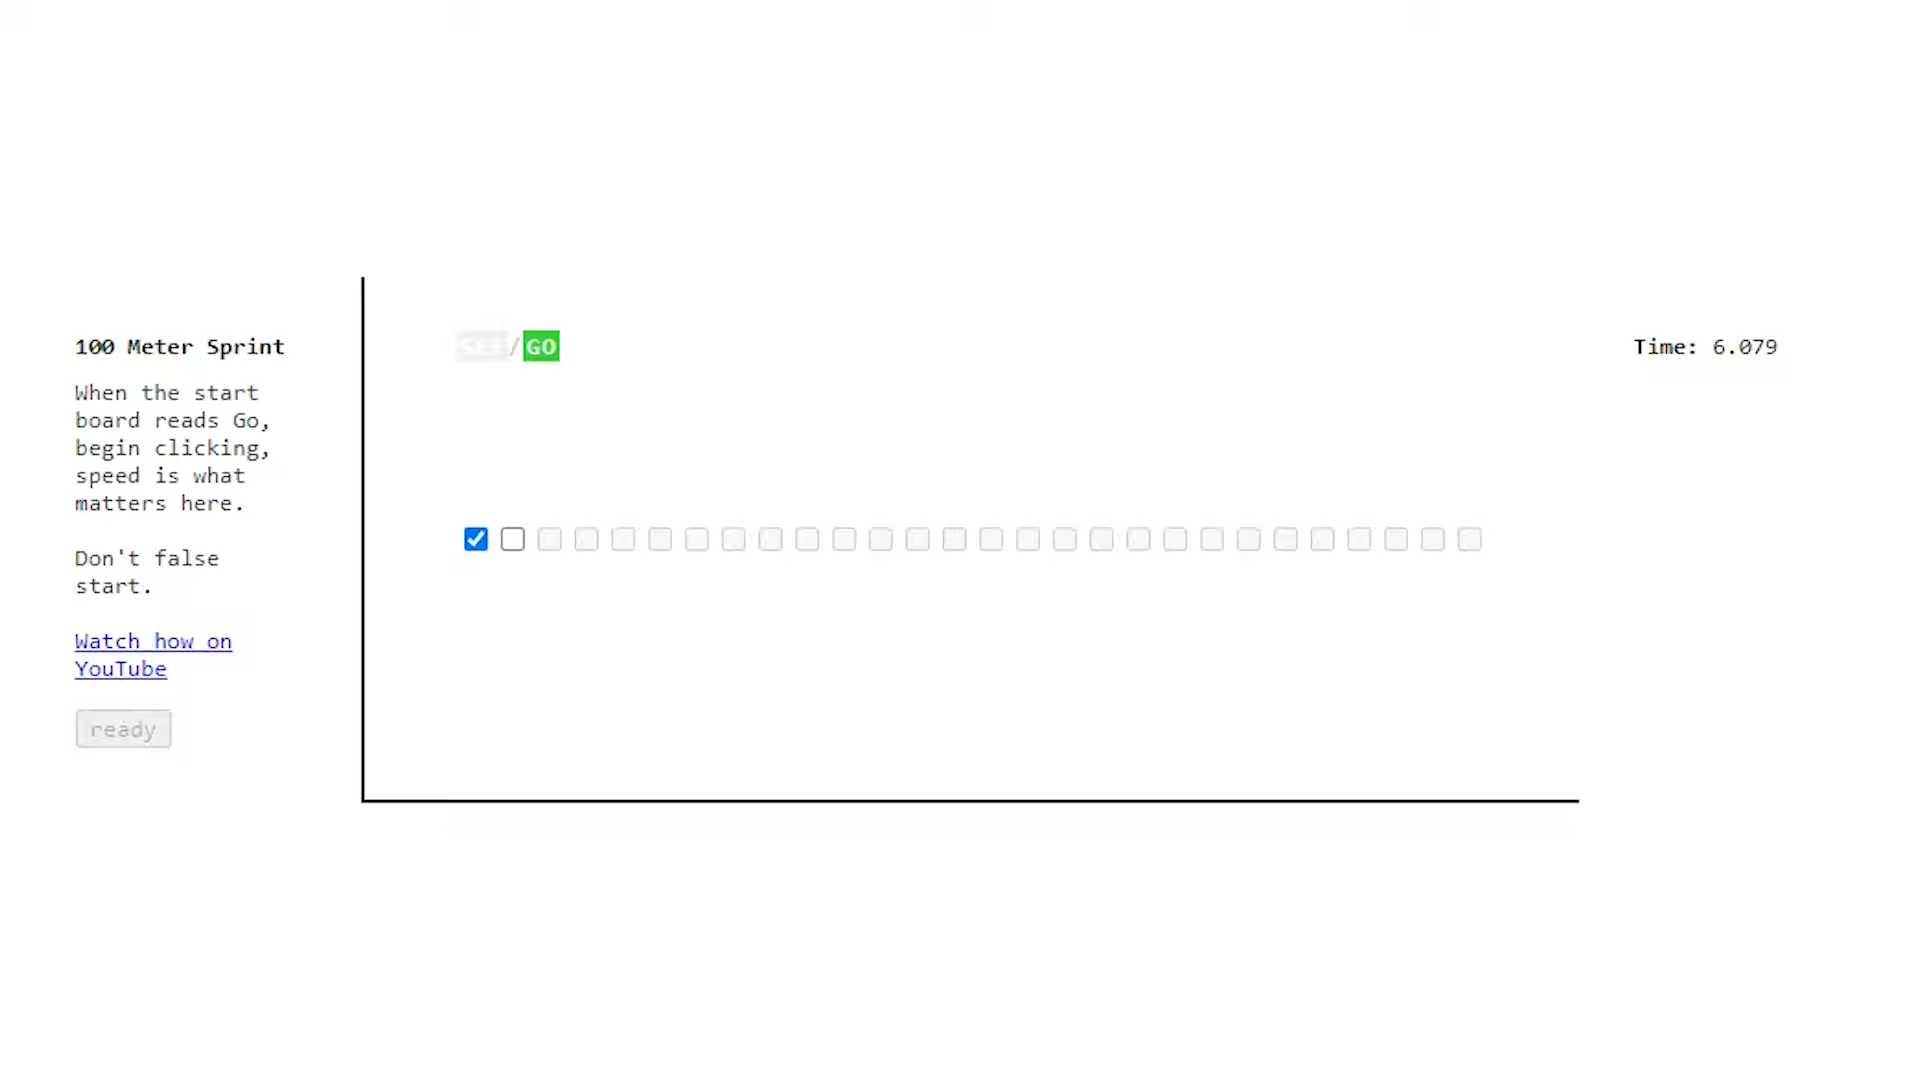 100 Meter Sprint
When the start
board reads Go,
begin clicking,
speed is what
matters here.
Don't false
start.
Watch how on
YouTube
ready
SET/GO
Time: 6.079